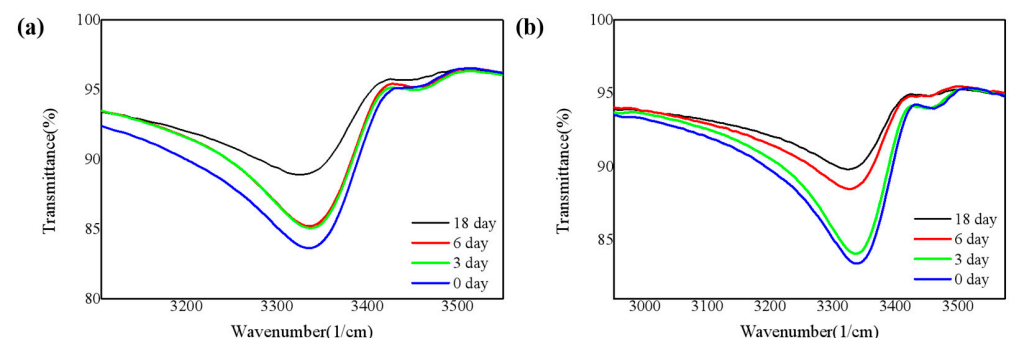 (a)
100
95
90
85
80
Transmittance(%)
3200
3300
3400
3500
Wavenumber(1/cm)
18 day
6 day
3 day
0 day
(b)
100
95
90
85
Transmittance(%)
3000
3100
3200
3300
3400
3500
Wavenumber(1/cm)
18 day
6 day
3 day
0 day